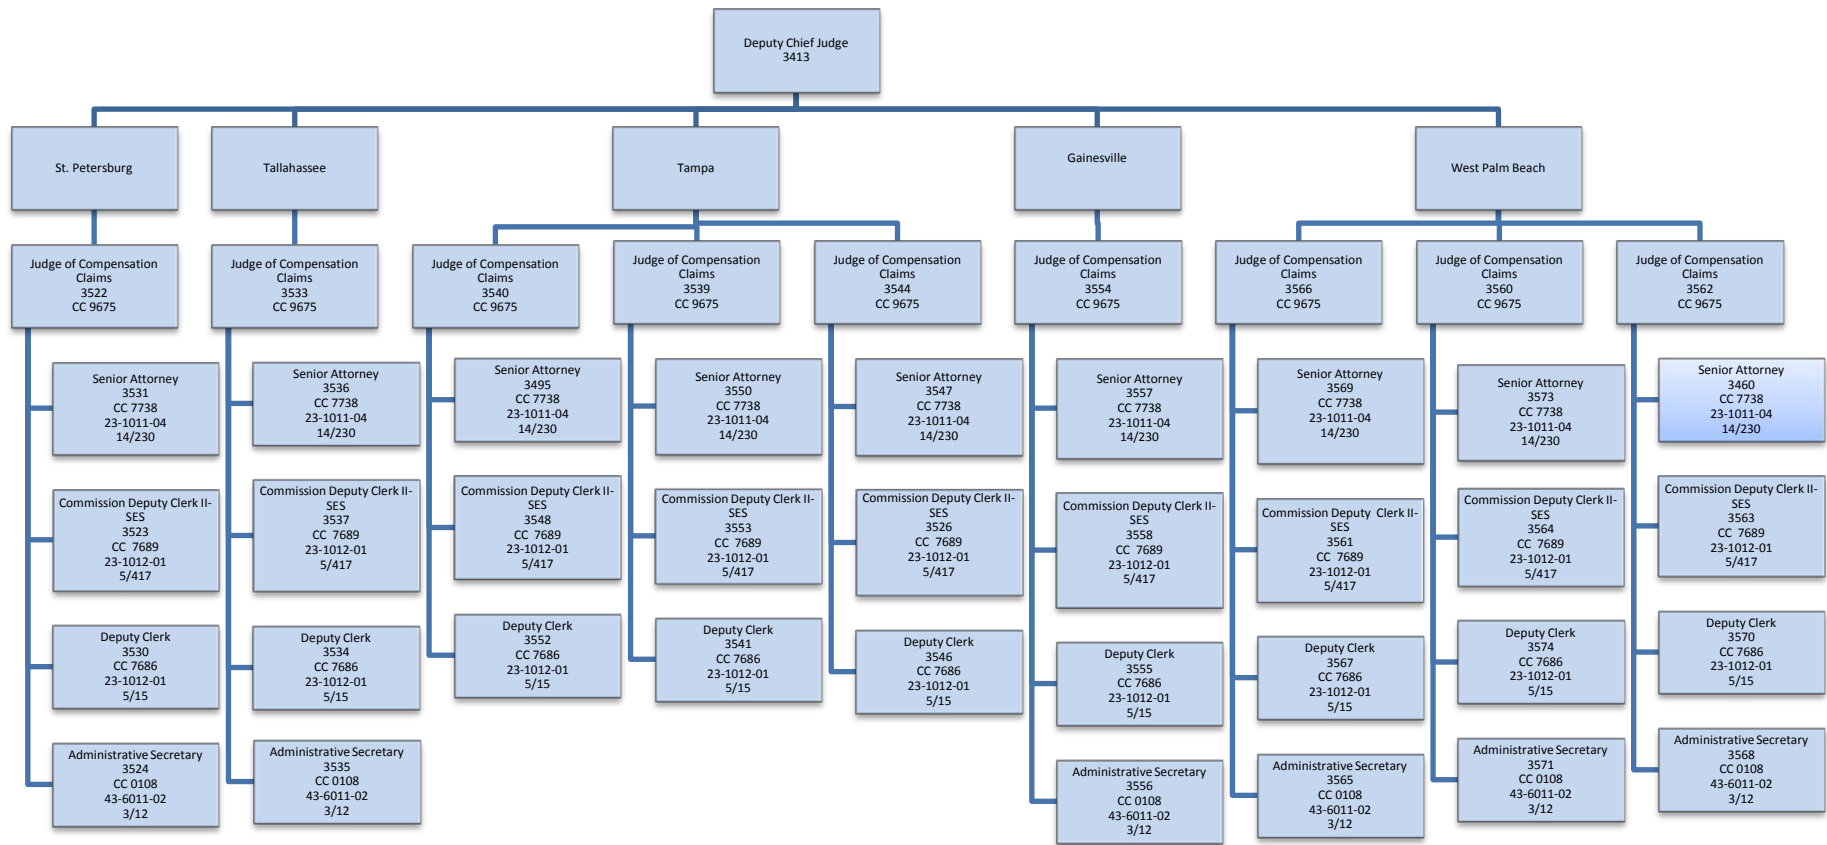 Deputy Chief Judge
3413
St. Petersburg
Tallahassee
Tampa
Gainesville
West Palm Beach
Judge of Compensation
Claims
3522
CC 9675
Judge of Compensation
Claims
3533
CC 9675
Judge of Compensation
Claims
3540
CC 9675
Judge of Compensation
Claims
3539
CC 9675
Judge of Compensation
Claims
3544
CC 9675
Judge of Compensation
Claims
3554
CC 9675
Judge of Compensation
Claims
3566
CC 9675
Judge of Compensation
Claims
3560
CC 9675
Judge of Compensation
Claims
3562
CC 9675
Senior Attorney
3531
CC 7738
23-1011-04
14/230
Senior Attorney
3536
CC 7738
23-1011-04
14/230
Senior Attorney
3495
CC 7738
23-1011-04
14/230
Senior Attorney
3550
CC 7738
23-1011-04
14/230
Senior Attorney
3547
CC 7738
23-1011-04
14/230
Senior Attorney
3557
CC 7738
23-1011-04
14/230
Senior Attorney
3569
CC 7738
23-1011-04
14/230
Senior Attorney
3573
CC 7738
23-1011-04
14/230
Senior Attorney
3460
CC 7738
23-1011-04
14/230
Commission Deputy Clerk II-
SES
3523
CC 7689
23-1012-01
5/417
Commission Deputy Clerk II-
SES
3537
CC 7689
23-1012-01
5/417
Commission Deputy Clerk II-
SES
3548
CC 7689
23-1012-01
5/417
Commission Deputy Clerk II-
SES
3553
CC 7689
23-1012-01
5/417
Commission Deputy Clerk II-
SES
3526
CC 7689
23-1012-01
5/417
Commission Deputy Clerk II-
SES
3558
CC 7689
23-1012-01
5/417
Commission Deputy Clerk II-
SES
3561
CC 7689
23-1012-01
5/417
Commission Deputy Clerk II-
SES
3564
CC 7689
23-1012-01
5/417
Commission Deputy Clerk II-
SES
3563
CC 7689
23-1012-01
5/417
Deputy Clerk
3530
CC 7686
23-1012-01
5/15
Deputy Clerk
3534
CC 7686
23-1012-01
5/15
Deputy Clerk
3552
CC 7686
23-1012-01
5/15
Deputy Clerk
3541
CC 7686
23-1012-01
5/15
Deputy Clerk
3546
CC 7686
23-1012-01
5/15
Deputy Clerk
3555
CC 7686
23-1012-01
5/15
Deputy Clerk
3567
CC 7686
23-1012-01
5/15
Deputy Clerk
3574
CC 7686
23-1012-01
5/15
Deputy Clerk
3570
CC 7686
23-1012-01
5/15
Administrative Secretary
3524
CC 0108
43-6011-02
3/12
Administrative Secretary
3535
CC 0108
43-6011-02
3/12
Administrative Secretary
3556
CC 0108
43-6011-02
3/12
Administrative Secretary
3565
CC 0108
43-6011-02
3/12
Administrative Secretary
3571
CC 0108
43-6011-02
3/12
Administrative Secretary
3568
CC 0108
43-6011-02
3/12